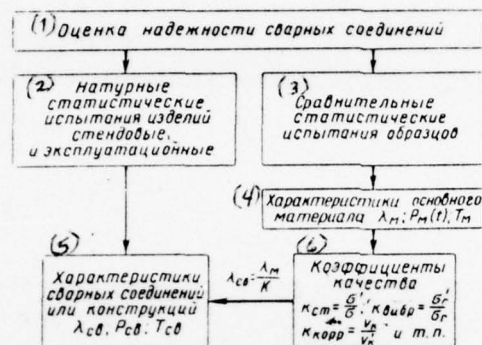 (1) Оценка надежности сварных соединений
(2) Натурные
статистические
испытания изделий
стендовые,
и эксплуатационные
(3)
Сравнительные
статистические
испытания образцов
(4) Характеристики основного
материала λм; Pм(t), Tм
(5)
Характеристики
сварных соединений
или конструкций
λсв, Pсв; Tсв
λсв=λм/K
(6)
Коэффициенты
качества
Kст=σ'/σ; Kвибр=σr'/σr
Kкорр=vк/vк' и т.п.